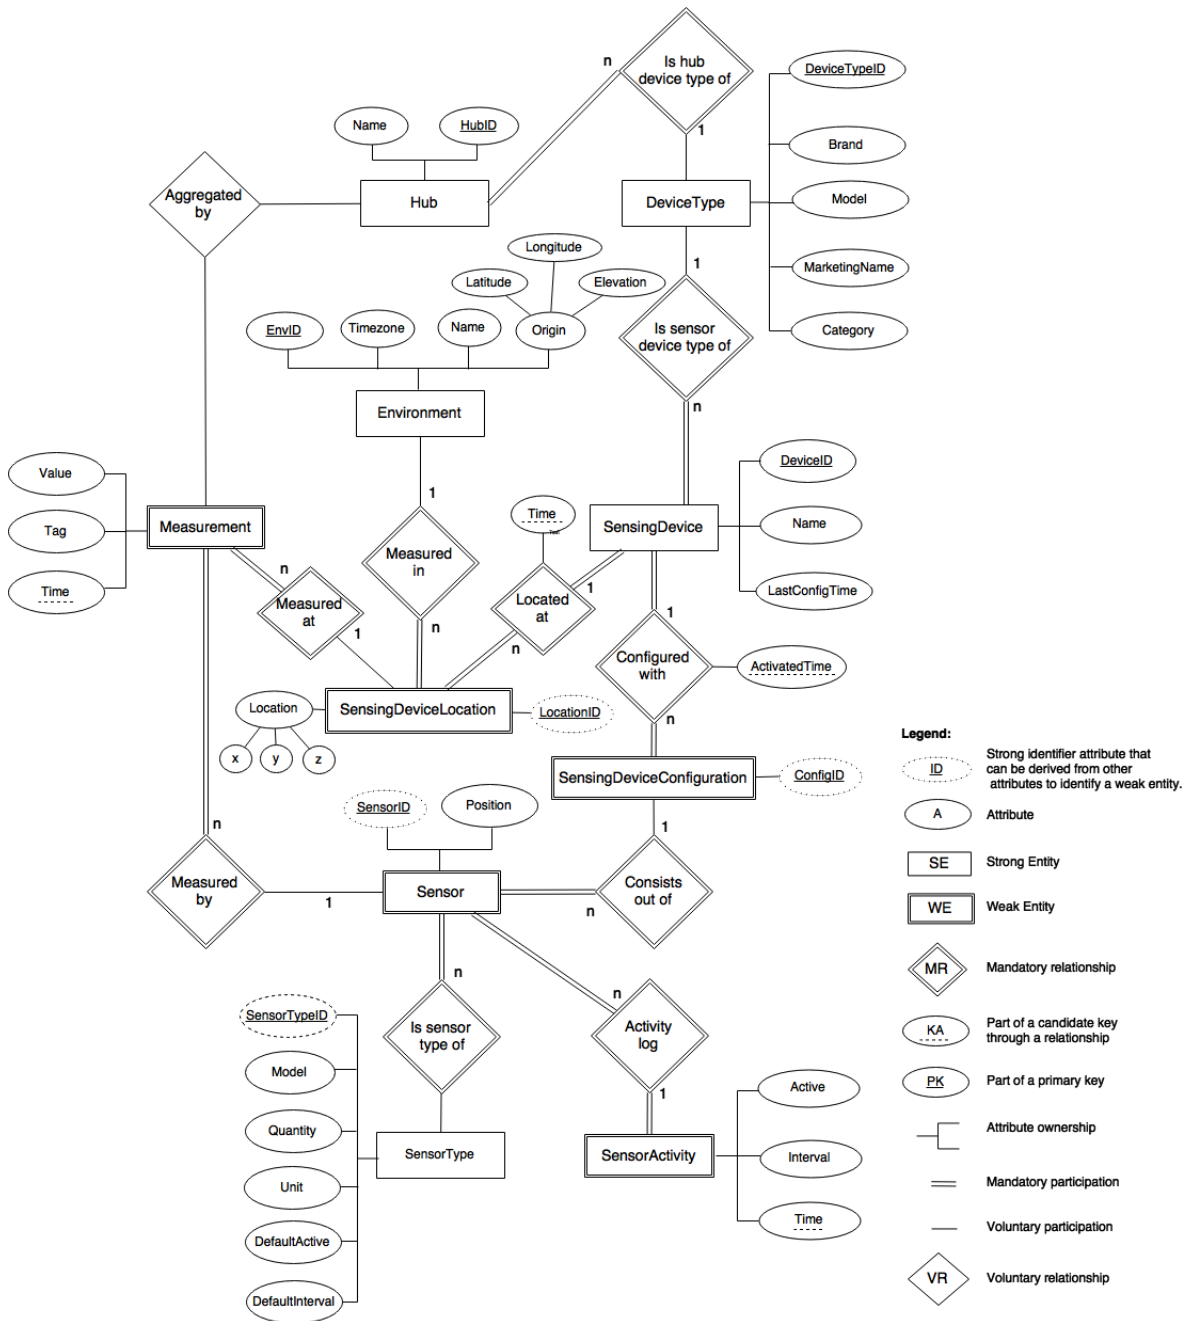 n
Is hub
device type of
1
DeviceTypeID
Brand
Model
MarketingName
Category
Name
HubID
Aggregated
by
Hub
DeviceType
1
Longitude
Latitude
Elevation
EnvID
Timezone
Name
Origin
Is sensor
device type of
n
Environment
1
Value
Tag
Time
Measurement
Measured
in
n
Time
SensingDevice
DeviceID
Name
LastConfigTime
n
Measured
at
1
Located
at
1
n
1
Configured
with
n
ActivatedTime
Location
x
y
z
SensingDeviceLocation
LocationID
SensingDeviceConfiguration
ConfigID
1
SensorID
Position
n
Measured
by
1
Sensor
n
Consists
out of
n
Is sensor
type of
n
Activity
log
1
SensorTypeID
Model
Quantity
Unit
DefaultActive
DefaultInterval
SensorType
SensorActivity
Active
Interval
Time
Legend:
ID
Strong identifier attribute that
can be derived from other
attributes to identify a weak entity.
A
Attribute
SE
Strong Entity
WE
Weak Entity
MR
Mandatory relationship
KA
Part of a candidate key
through a relationship
PK
Part of a primary key
Attribute ownership
Mandatory participation
Voluntary participation
VR
Voluntary relationship